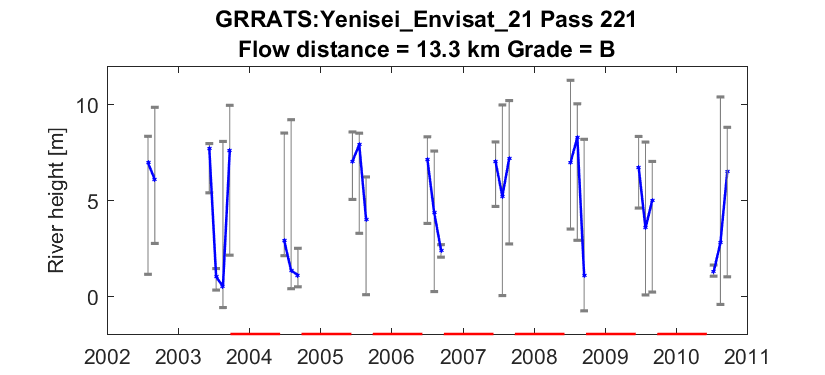 GRRATS:Yenisei_Envisat_21 Pass 221
Flow distance = 13.3 km Grade = B
River height [m]
10
5
0
2002 2003 2004 2005 2006 2007 2008 2009 2010 2011